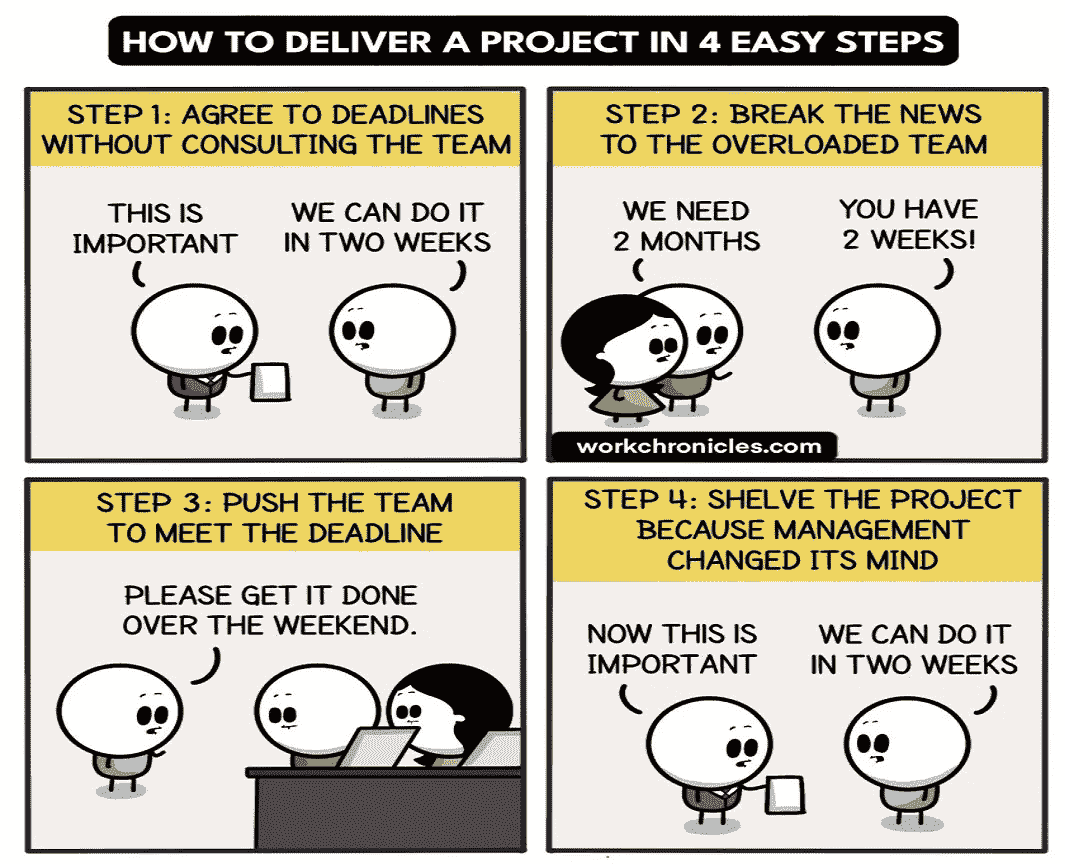 HOW TO DELIVER A PROJECT IN 4 EASY STEPS
STEP 1: AGREE TO DEADLINES
WITHOUT CONSULTING THE TEAM
THIS IS
IMPORTANT
WE CAN DO IT
IN TWO WEEKS
STEP 2: BREAK THE NEWS
TO THE OVERLOADED TEAM
WE NEED
2 MONTHS
YOU HAVE
2 WEEKS!
workchronicles.com
STEP 3: PUSH THE TEAM
TO MEET THE DEADLINE
PLEASE GET IT DONE
OVER THE WEEKEND.
STEP 4: SHELVE THE PROJECT
BECAUSE MANAGEMENT
CHANGED ITS MIND
NOW THIS IS
IMPORTANT
WE CAN DO IT
IN TWO WEEKS